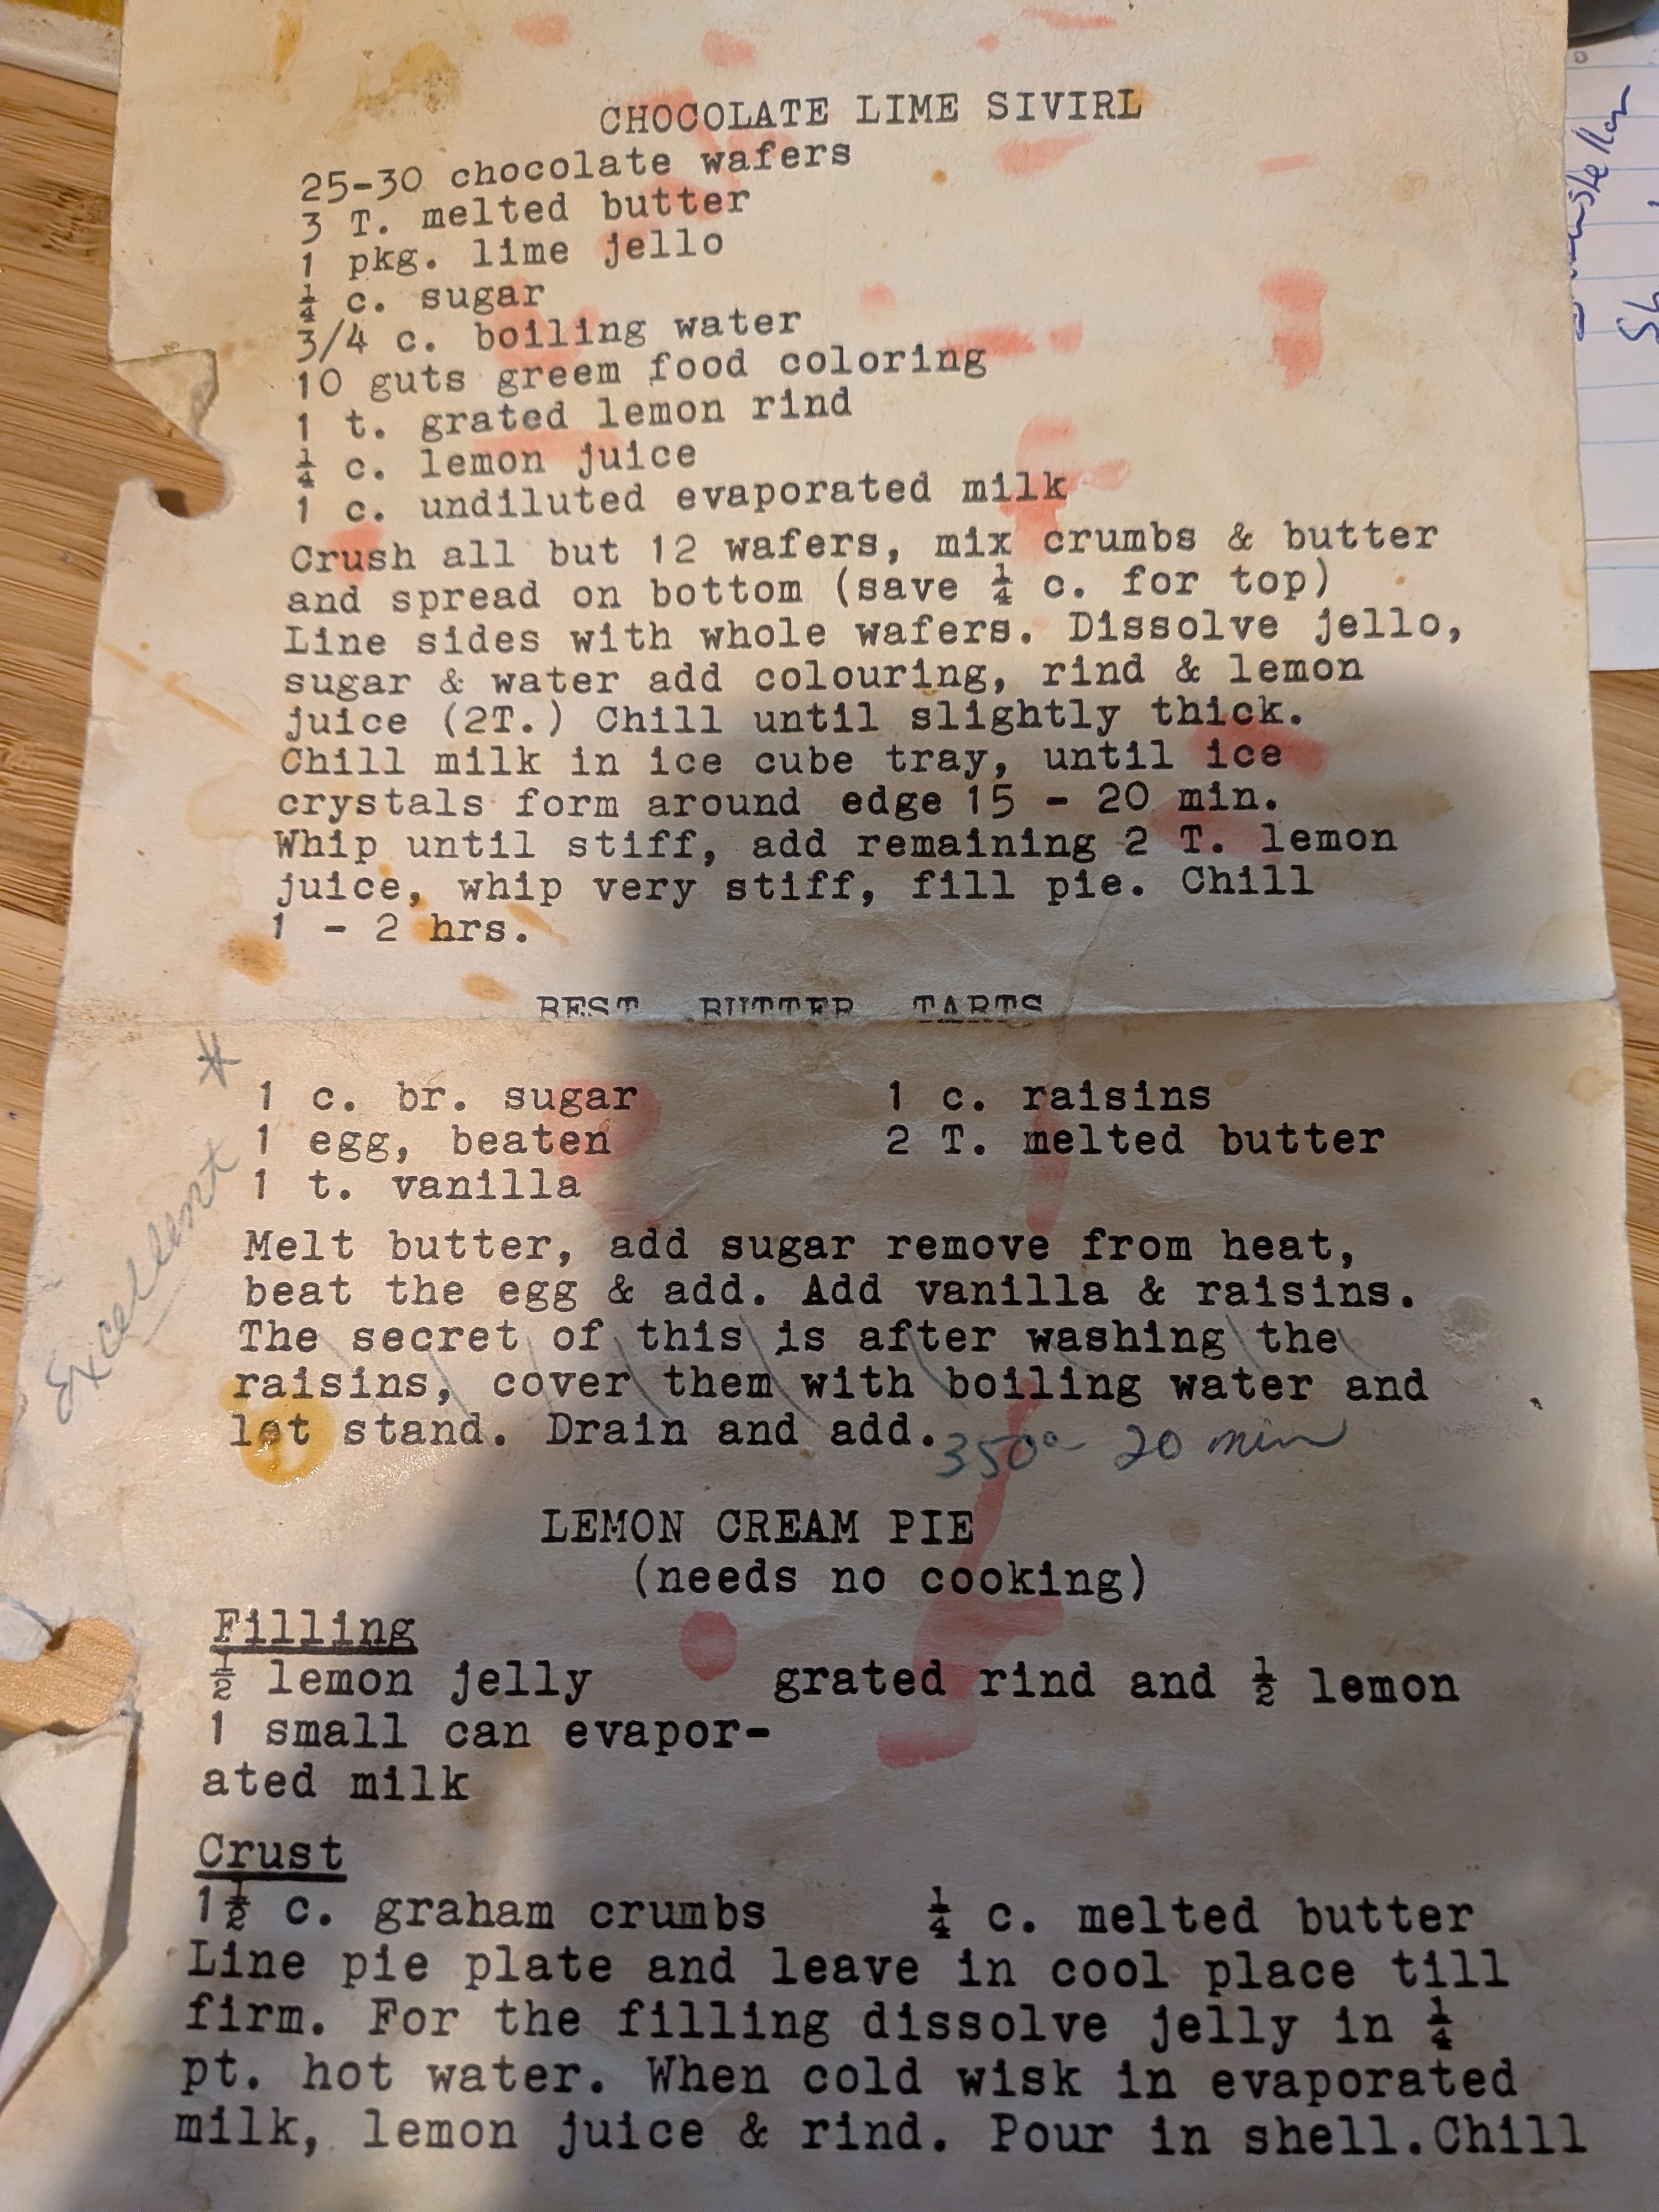 CHOCOLATE LIME SIVIRL
25-30 chocolate wafers
3 T. melted butter
1 pkg. lime jello
¼ c. sugar
3/4 c. boiling water
10 guts greem food coloring
1 t. grated lemon rind
¼ c. lemon juice
1 c. undiluted evaporated milk
Crush all but 12 wafers, mix crumbs & butter
and spread on bottom (save ¼ c. for top)
Line sides with whole wafers. Dissolve jello,
sugar & water add colouring, rind & lemon
juice (2T.) Chill until slightly thick.
Chill milk in ice cube tray, until ice
crystals form around edge 15 - 20 min.
Whip until stiff, add remaining 2 T. lemon
juice, whip very stiff, fill pie. Chill
1 - 2 hrs.
BEST BUTTER TARTS
*
Excellent
1 c. br. sugar 1 c. raisins
1 egg, beaten 2 T. melted butter
1 t. vanilla
Melt butter, add sugar remove from heat,
beat the egg & add. Add vanilla & raisins.
The secret of this is after washing the
raisins, cover them with boiling water and
let stand. Drain and add. 350° - 20 min
LEMON CREAM PIE
(needs no cooking)
Filling
½ lemon jelly grated rind and ½ lemon
1 small can evapor-
ated milk
Crust
1½ c. graham crumbs ¼ c. melted butter
Line pie plate and leave in cool place till
firm. For the filling dissolve jelly in ¼
pt. hot water. When cold wisk in evaporated
milk, lemon juice & rind. Pour in shell.Chill